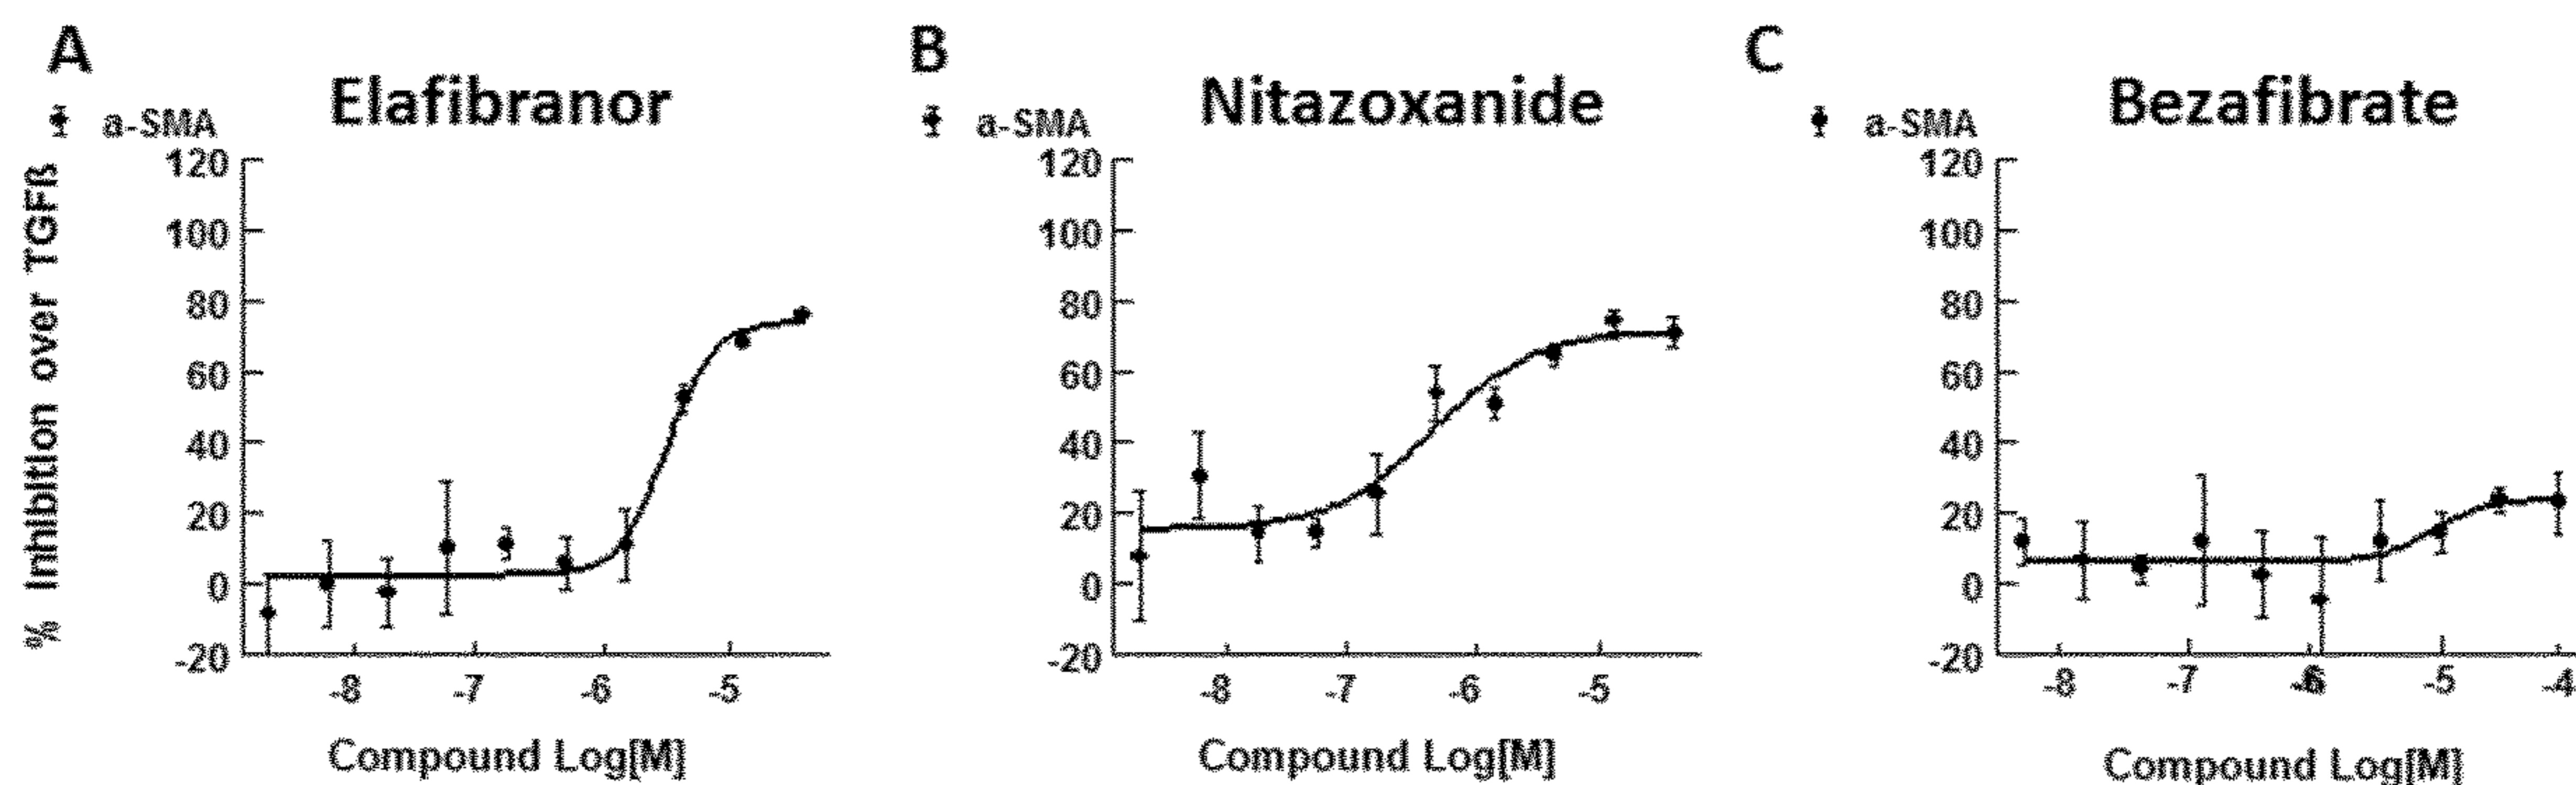 A
Elafibranor
a-SMA
% Inhibition over TGFß
120
100
80
60
40
20
0
-20
-8 -7 -6 -5
Compound Log[M]
B
Nitazoxanide
a-SMA
120
100
80
60
40
20
0
-20
-8 -7 -6 -5
Compound Log[M]
C
Bezafibrate
a-SMA
120
100
80
60
40
20
0
-20
-8 -7 -6 -5 -4
Compound Log[M]